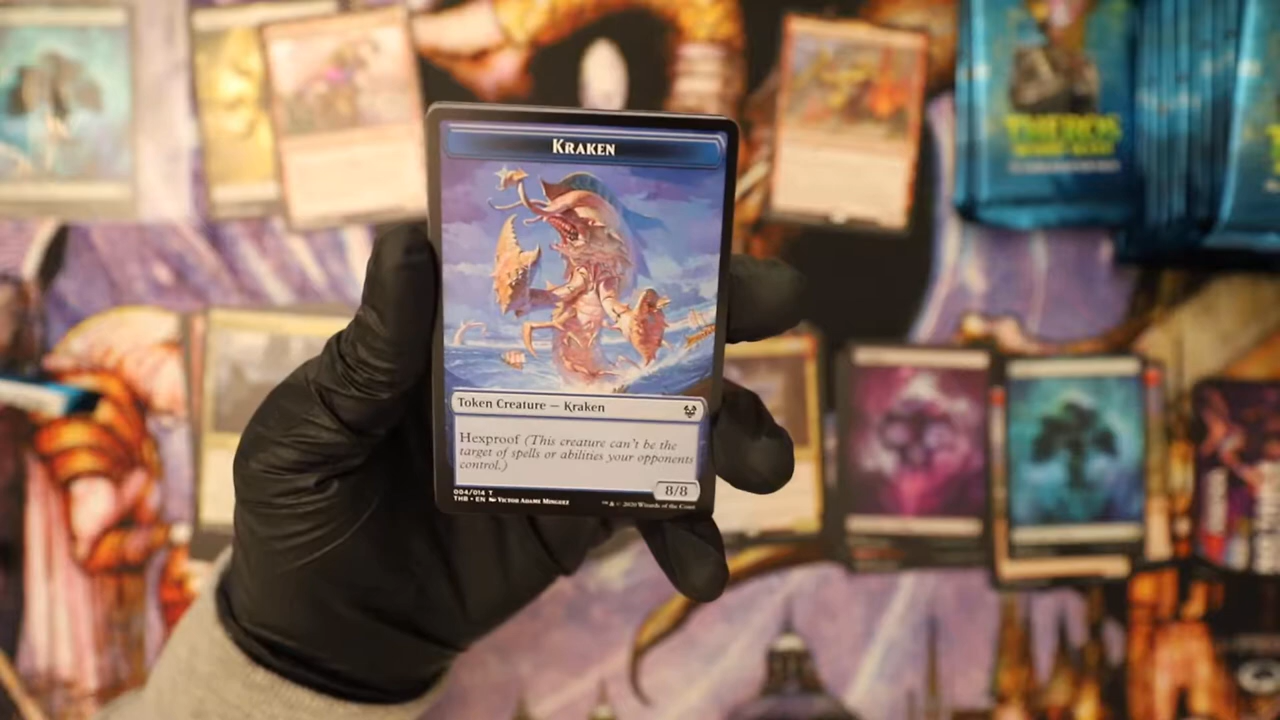 THEROS
KRAKEN
Token Creature — Kraken
Hexproof (This creature can't be the
target of spells or abilities your opponents
control.)
8/8
004/014 T
THB • EN VICTOR ADAME MINGUEZ
™ & © 2020 Wizards of the Coast